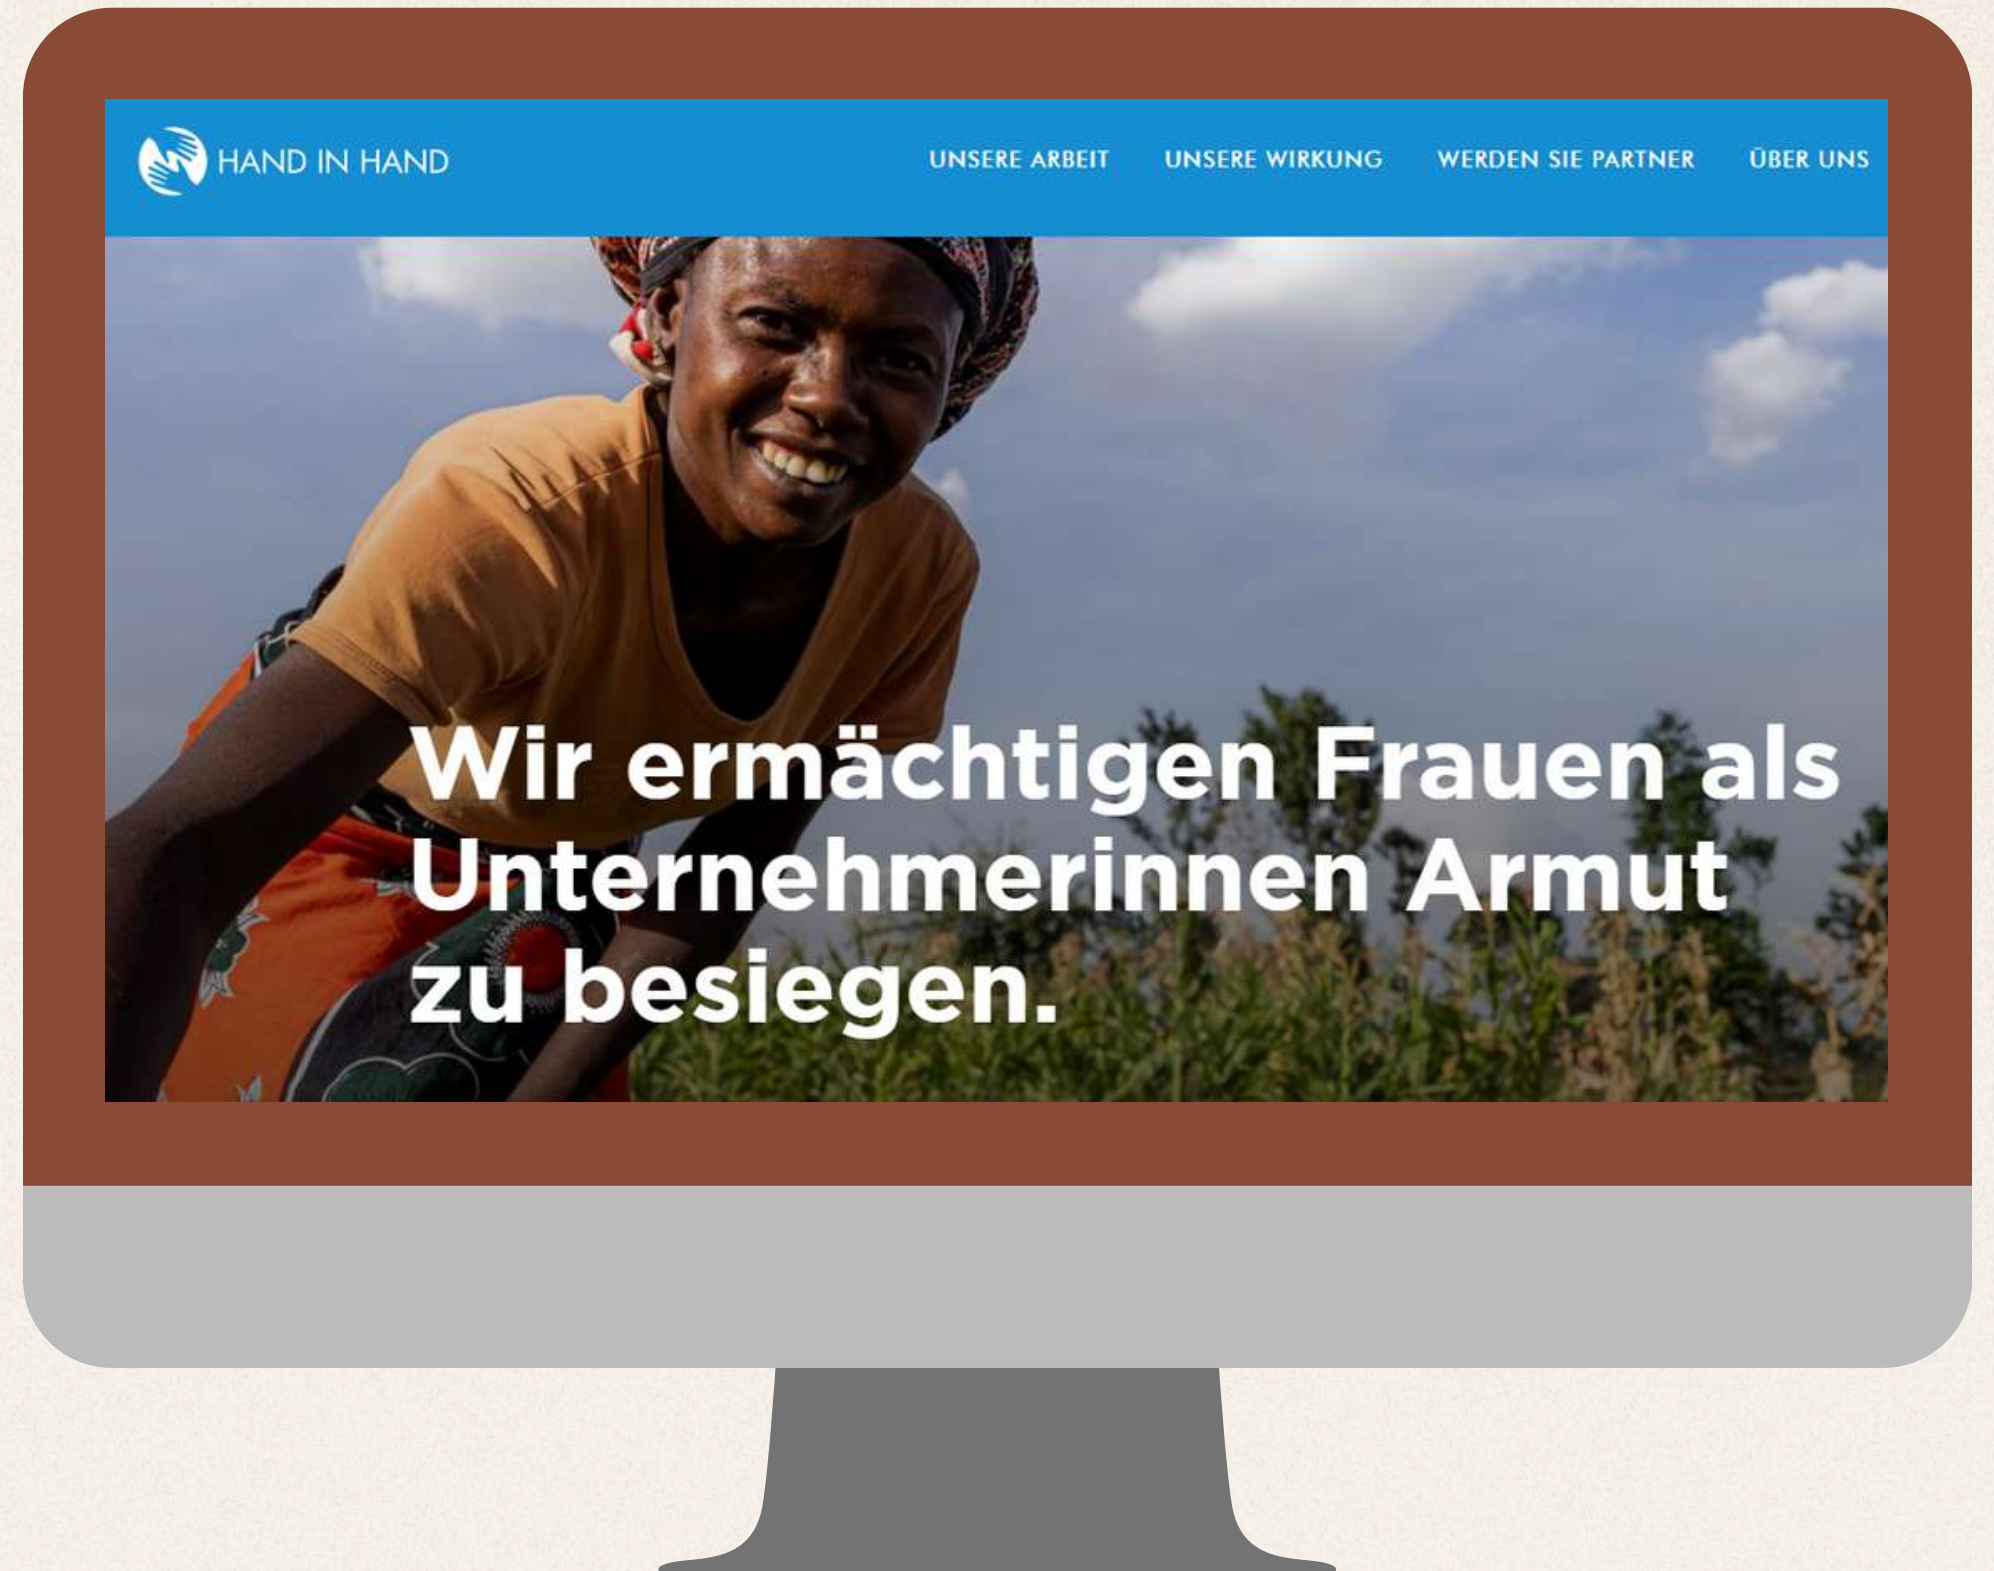 HAND IN HAND
UNSERE ARBEIT
UNSERE WIRKUNG
WERDEN SIE PARTNER
ÜBER UNS
Wir ermächtigen Frauen als
Unternehmerinnen Armut
zu besiegen.